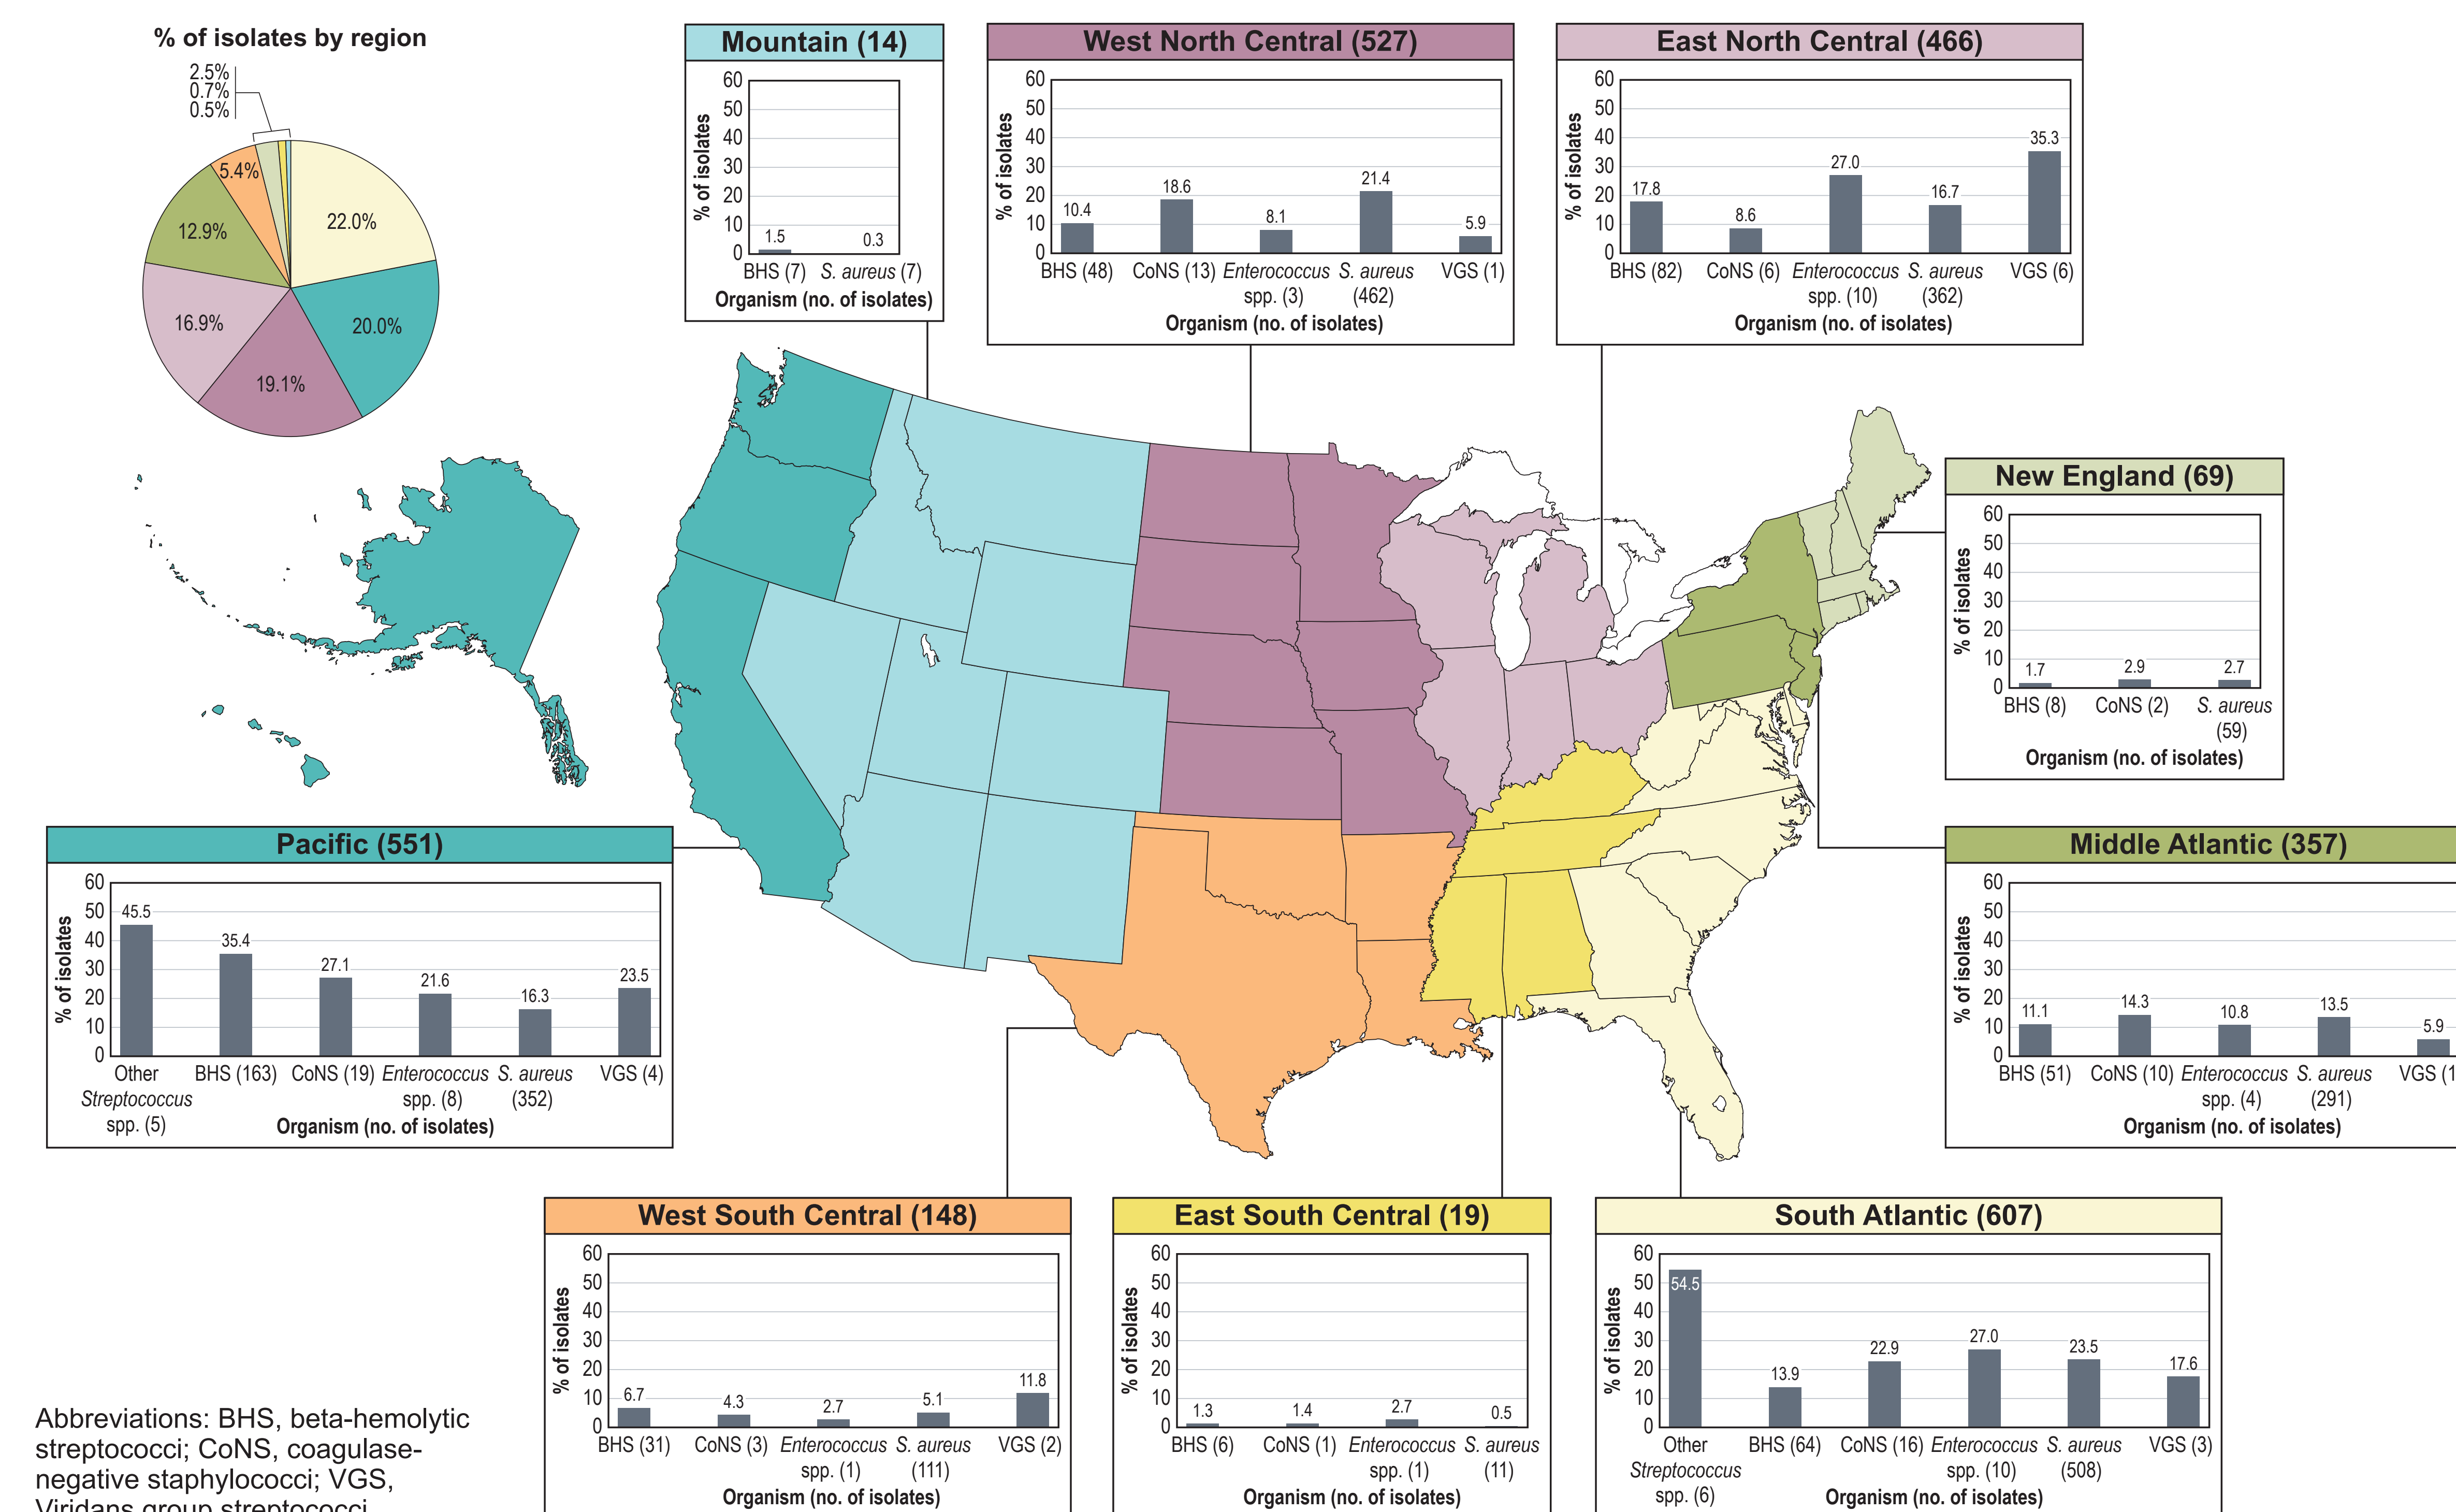 % of isolates by region
2.5%
0.7%
0.5%
5.4%
22.0%
12.9%
20.0%
16.9%
19.1%
Mountain (14)
% of isolates
60
50
40
30
20
10
0
1.5
0.3
BHS (7)
S. aureus (7)
Organism (no. of isolates)
West North Central (527)
% of isolates
60
50
40
30
20
10
0
10.4
18.6
8.1
21.4
5.9
BHS (48)
CoNS (13)
Enterococcus
spp. (3)
S. aureus
(462)
VGS (1)
Organism (no. of isolates)
East North Central (466)
% of isolates
60
50
40
30
20
10
0
17.8
8.6
27.0
16.7
35.3
BHS (82)
CoNS (6)
Enterococcus
spp. (10)
S. aureus
(362)
VGS (6)
Organism (no. of isolates)
New England (69)
% of isolates
60
50
40
30
20
10
0
1.7
2.9
2.7
BHS (8)
CoNS (2)
S. aureus
(59)
Organism (no. of isolates)
Pacific (551)
% of isolates
60
50
40
30
20
10
0
45.5
35.4
27.1
21.6
16.3
23.5
Other
Streptococcus
spp. (5)
BHS (163)
CoNS (19)
Enterococcus
spp. (8)
S. aureus
(352)
VGS (4)
Organism (no. of isolates)
Middle Atlantic (357)
% of isolates
60
50
40
30
20
10
0
11.1
14.3
10.8
13.5
5.9
BHS (51)
CoNS (10)
Enterococcus
spp. (4)
S. aureus
(291)
VGS (1
Organism (no. of isolates)
West South Central (148)
% of isolates
60
50
40
30
20
10
0
6.7
4.3
2.7
5.1
11.8
BHS (31)
CoNS (3)
Enterococcus
spp. (1)
S. aureus
(111)
VGS (2)
Organism (no. of isolates)
East South Central (19)
% of isolates
60
50
40
30
20
10
0
1.3
1.4
2.7
0.5
BHS (6)
CoNS (1)
Enterococcus
spp. (1)
S. aureus
(11)
Organism (no. of isolates)
South Atlantic (607)
% of isolates
60
50
40
30
20
10
0
54.5
13.9
22.9
27.0
23.5
17.6
Other
Streptococcus
spp. (6)
BHS (64)
CoNS (16)
Enterococcus
spp. (10)
S. aureus
(508)
VGS (3)
Organism (no. of isolates)
Abbreviations: BHS, beta-hemolytic
streptococci; CoNS, coagulase-
negative staphylococci; VGS,
Viridans group streptococci